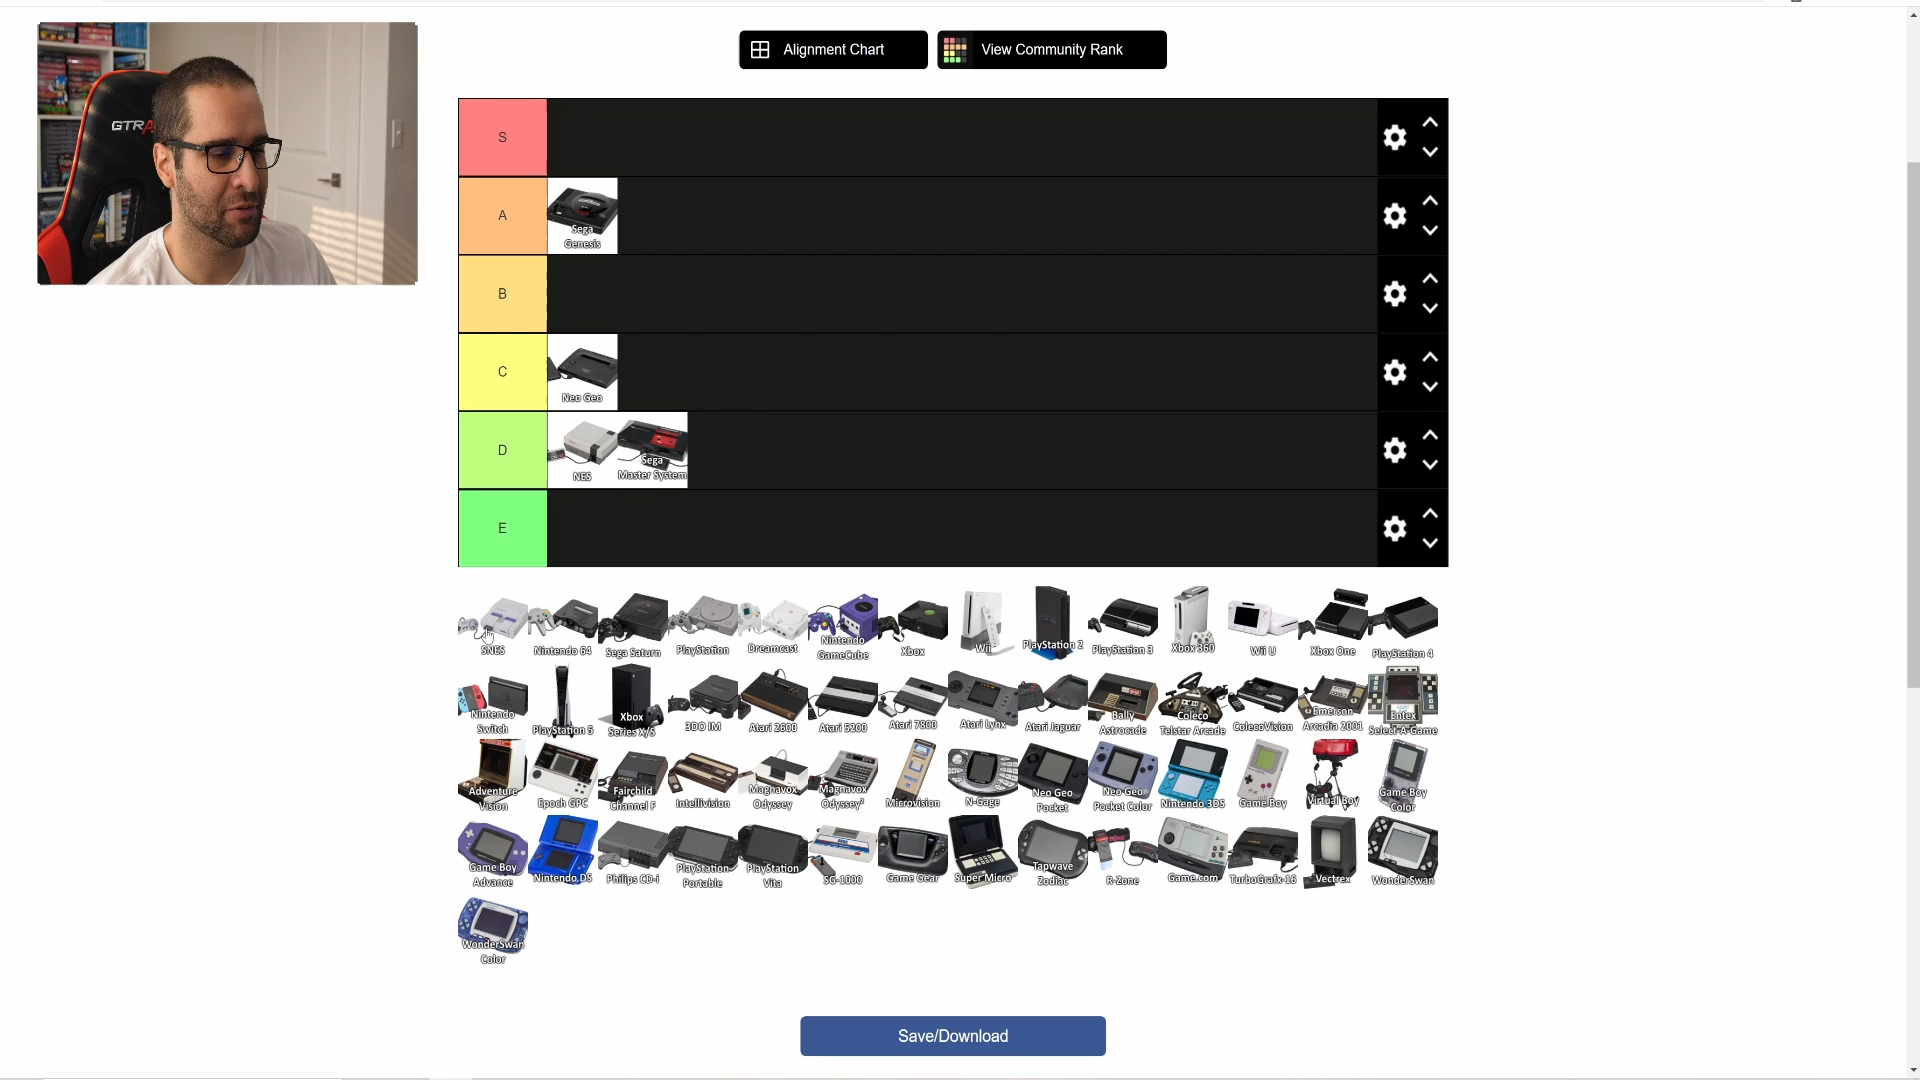 GTRA
Alignment Chart
View Community Rank
S
A
Sega
Genesis
B
C
Neo Geo
D
NES
Sega
Master System
E
SNES
Nintendo 64
Sega Saturn
PlayStation
Dreamcast
Nintendo
GameCube
Xbox
Wii
PlayStation 2
PlayStation 3
Xbox 360
Wii U
Xbox One
PlayStation 4
Nintendo
Switch
PlayStation 5
Xbox
Series X/S
3DO IM
Atari 2600
Atari 5200
Atari 7800
Atari Lynx
Atari Jaguar
Bally
Astrocade
Coleco
Telstar Arcade
ColecoVision
Emerson
Arcadia 2001
Entex
Select-A-Game
Adventure
Vision
Epoch GPC
Fairchild
Channel F
Intellivision
Magnavox
Odyssey
Magnavox
Odyssey²
Microvision
N-Gage
Neo Geo
Pocket
Neo Geo
Pocket Color
Nintendo 3DS
Game Boy
Virtual Boy
Game Boy
Color
Game Boy
Advance
Nintendo DS
Philips CD-i
PlayStation
Portable
PlayStation
Vita
SG-1000
Game Gear
Super Micro
Tapwave
Zodiac
R-Zone
Game.com
TurboGrafx-16
Vectrex
WonderSwan
WonderSwan
Color
Save/Download